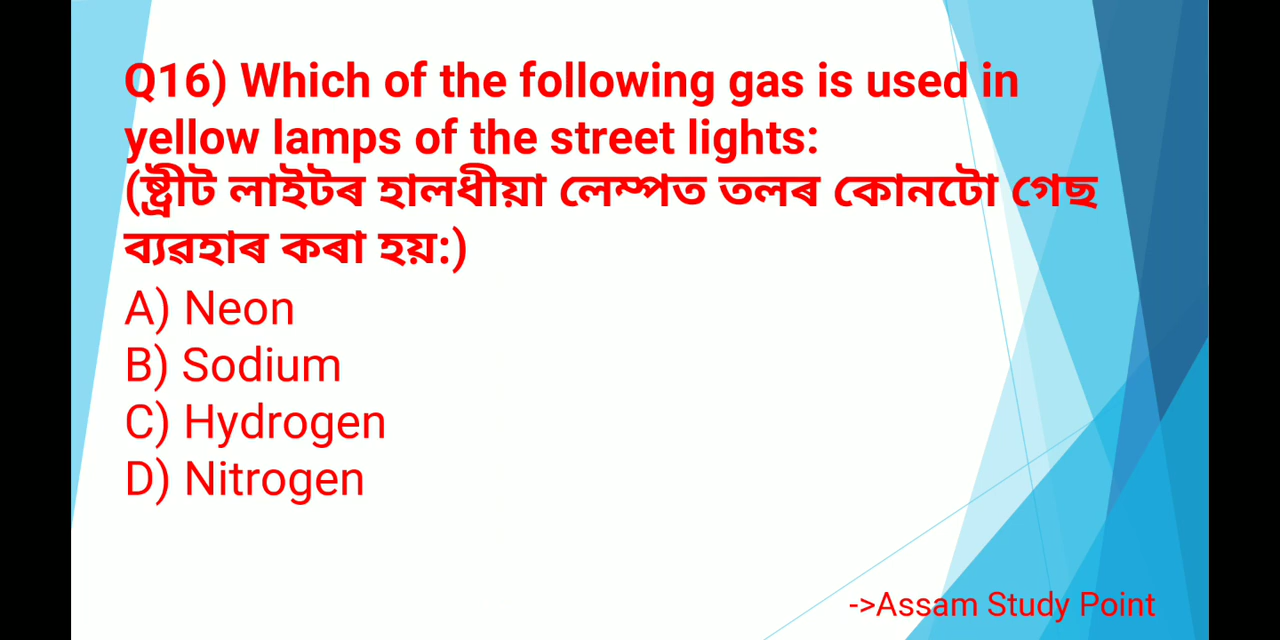 Q16) Which of the following gas is used in
yellow lamps of the street lights:
(ষ্ট্ৰীট লাইটৰ হালধীয়া লেম্পত তলৰ কোনটো গেছ
ব্যৱহাৰ কৰা হয়:)
A) Neon
B) Sodium
C) Hydrogen
D) Nitrogen
->Assam Study Point